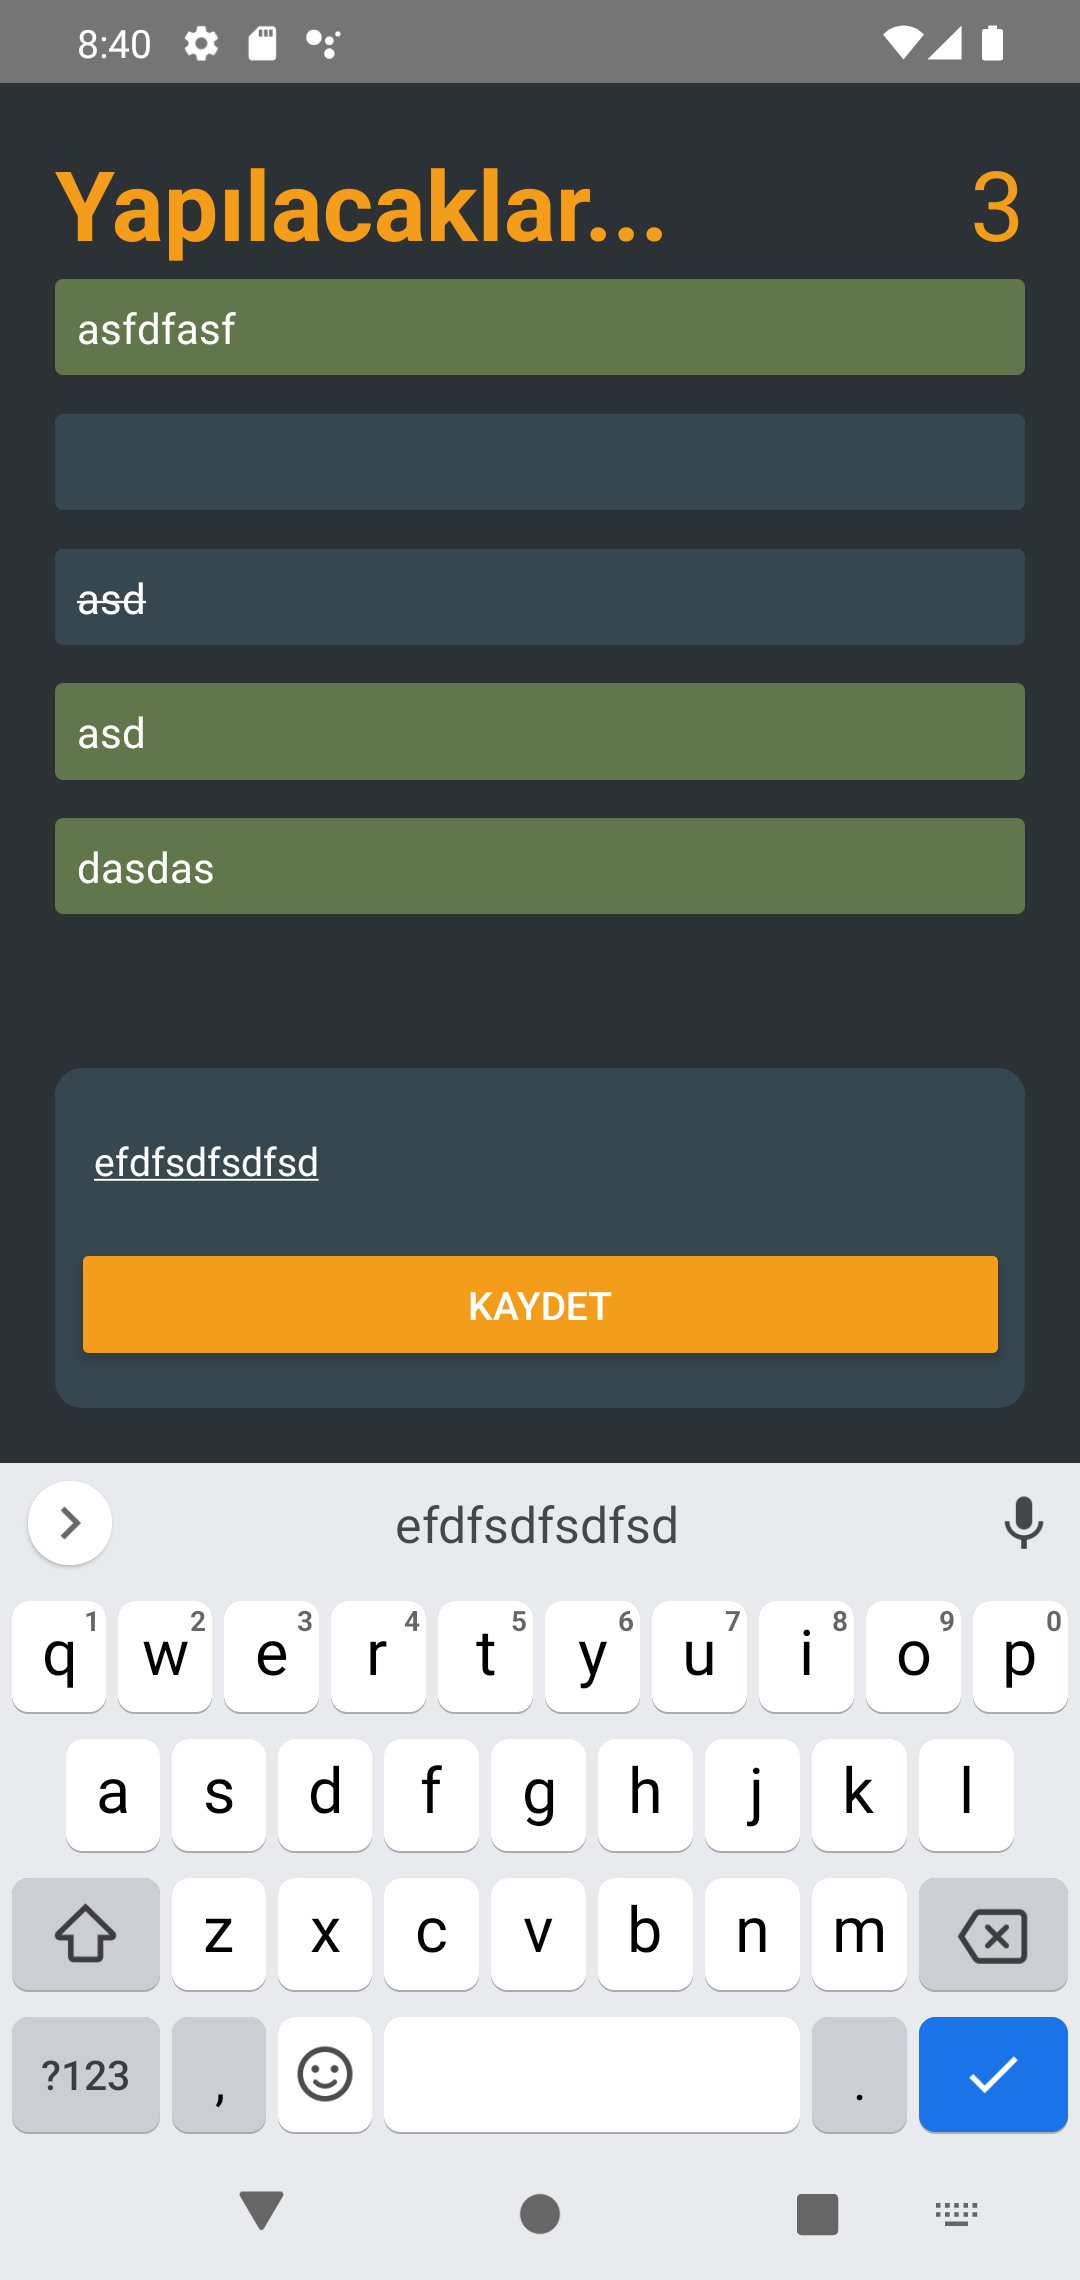 8:40
Yapılacaklar... 3
asfdfasf
asd
asd
dasdas
efdfsdfsdfsd
KAYDET
efdfsdfsdfsd
q 1 w 2 e 3 r 4 t 5 y 6 u 7 i 8 o 9 p 0
a s d f g h j k l
z x c v b n m
?123 , .